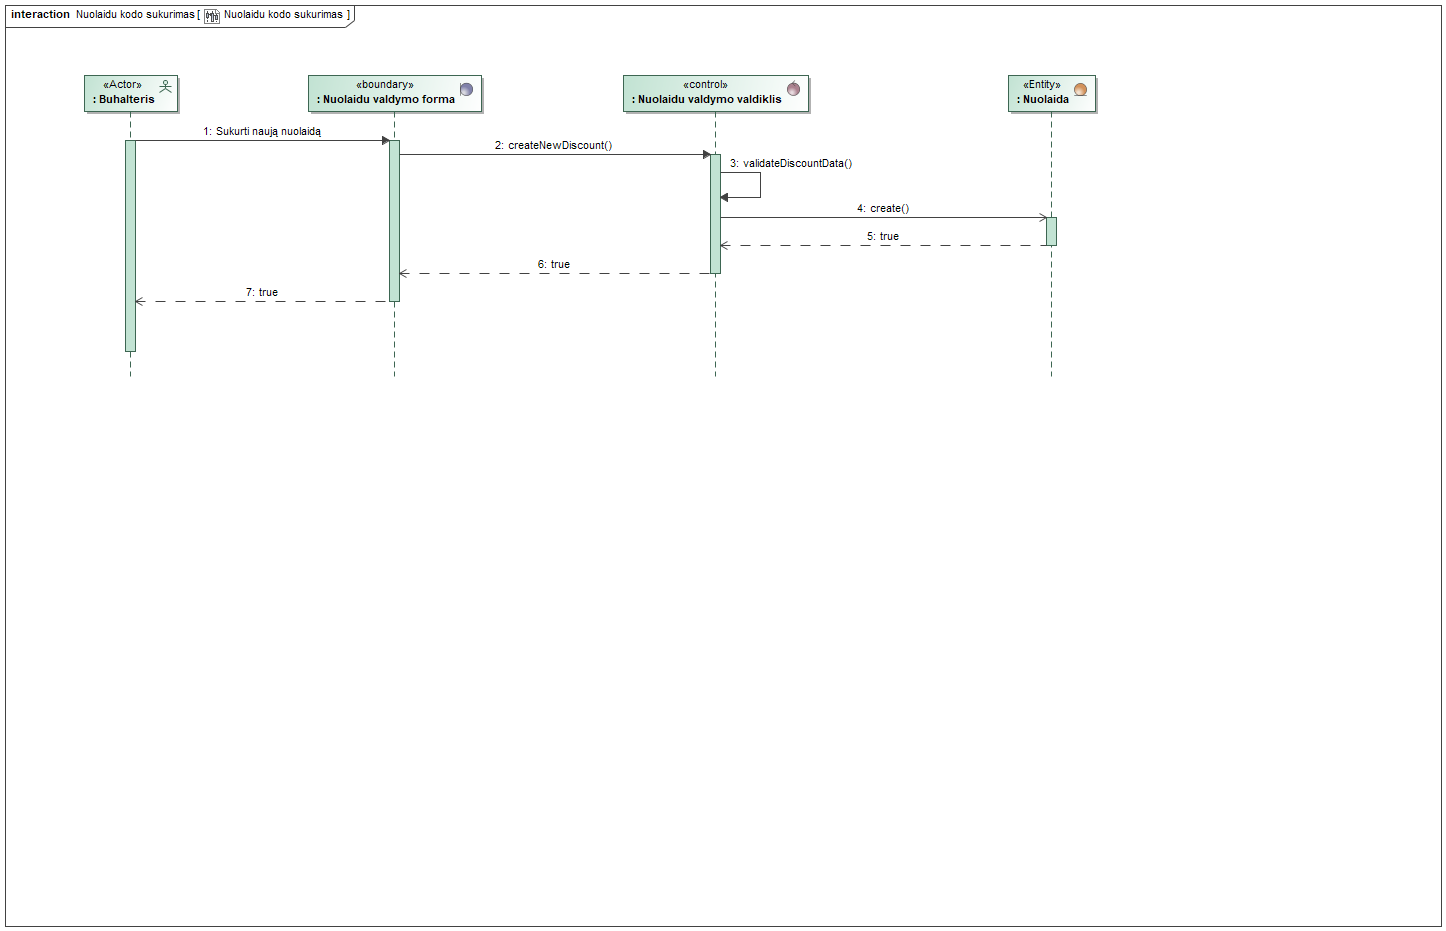 interaction Nuolaidu kodo sukurimas [ Nuolaidu kodo sukurimas ]
«Actor»
: Buhalteris
«boundary»
: Nuolaidu valdymo forma
«control»
: Nuolaidu valdymo valdiklis
«Entity»
: Nuolaida
1: Sukurti naują nuolaidą
2: createNewDiscount()
3: validateDiscountData()
4: create()
5: true
6: true
7: true